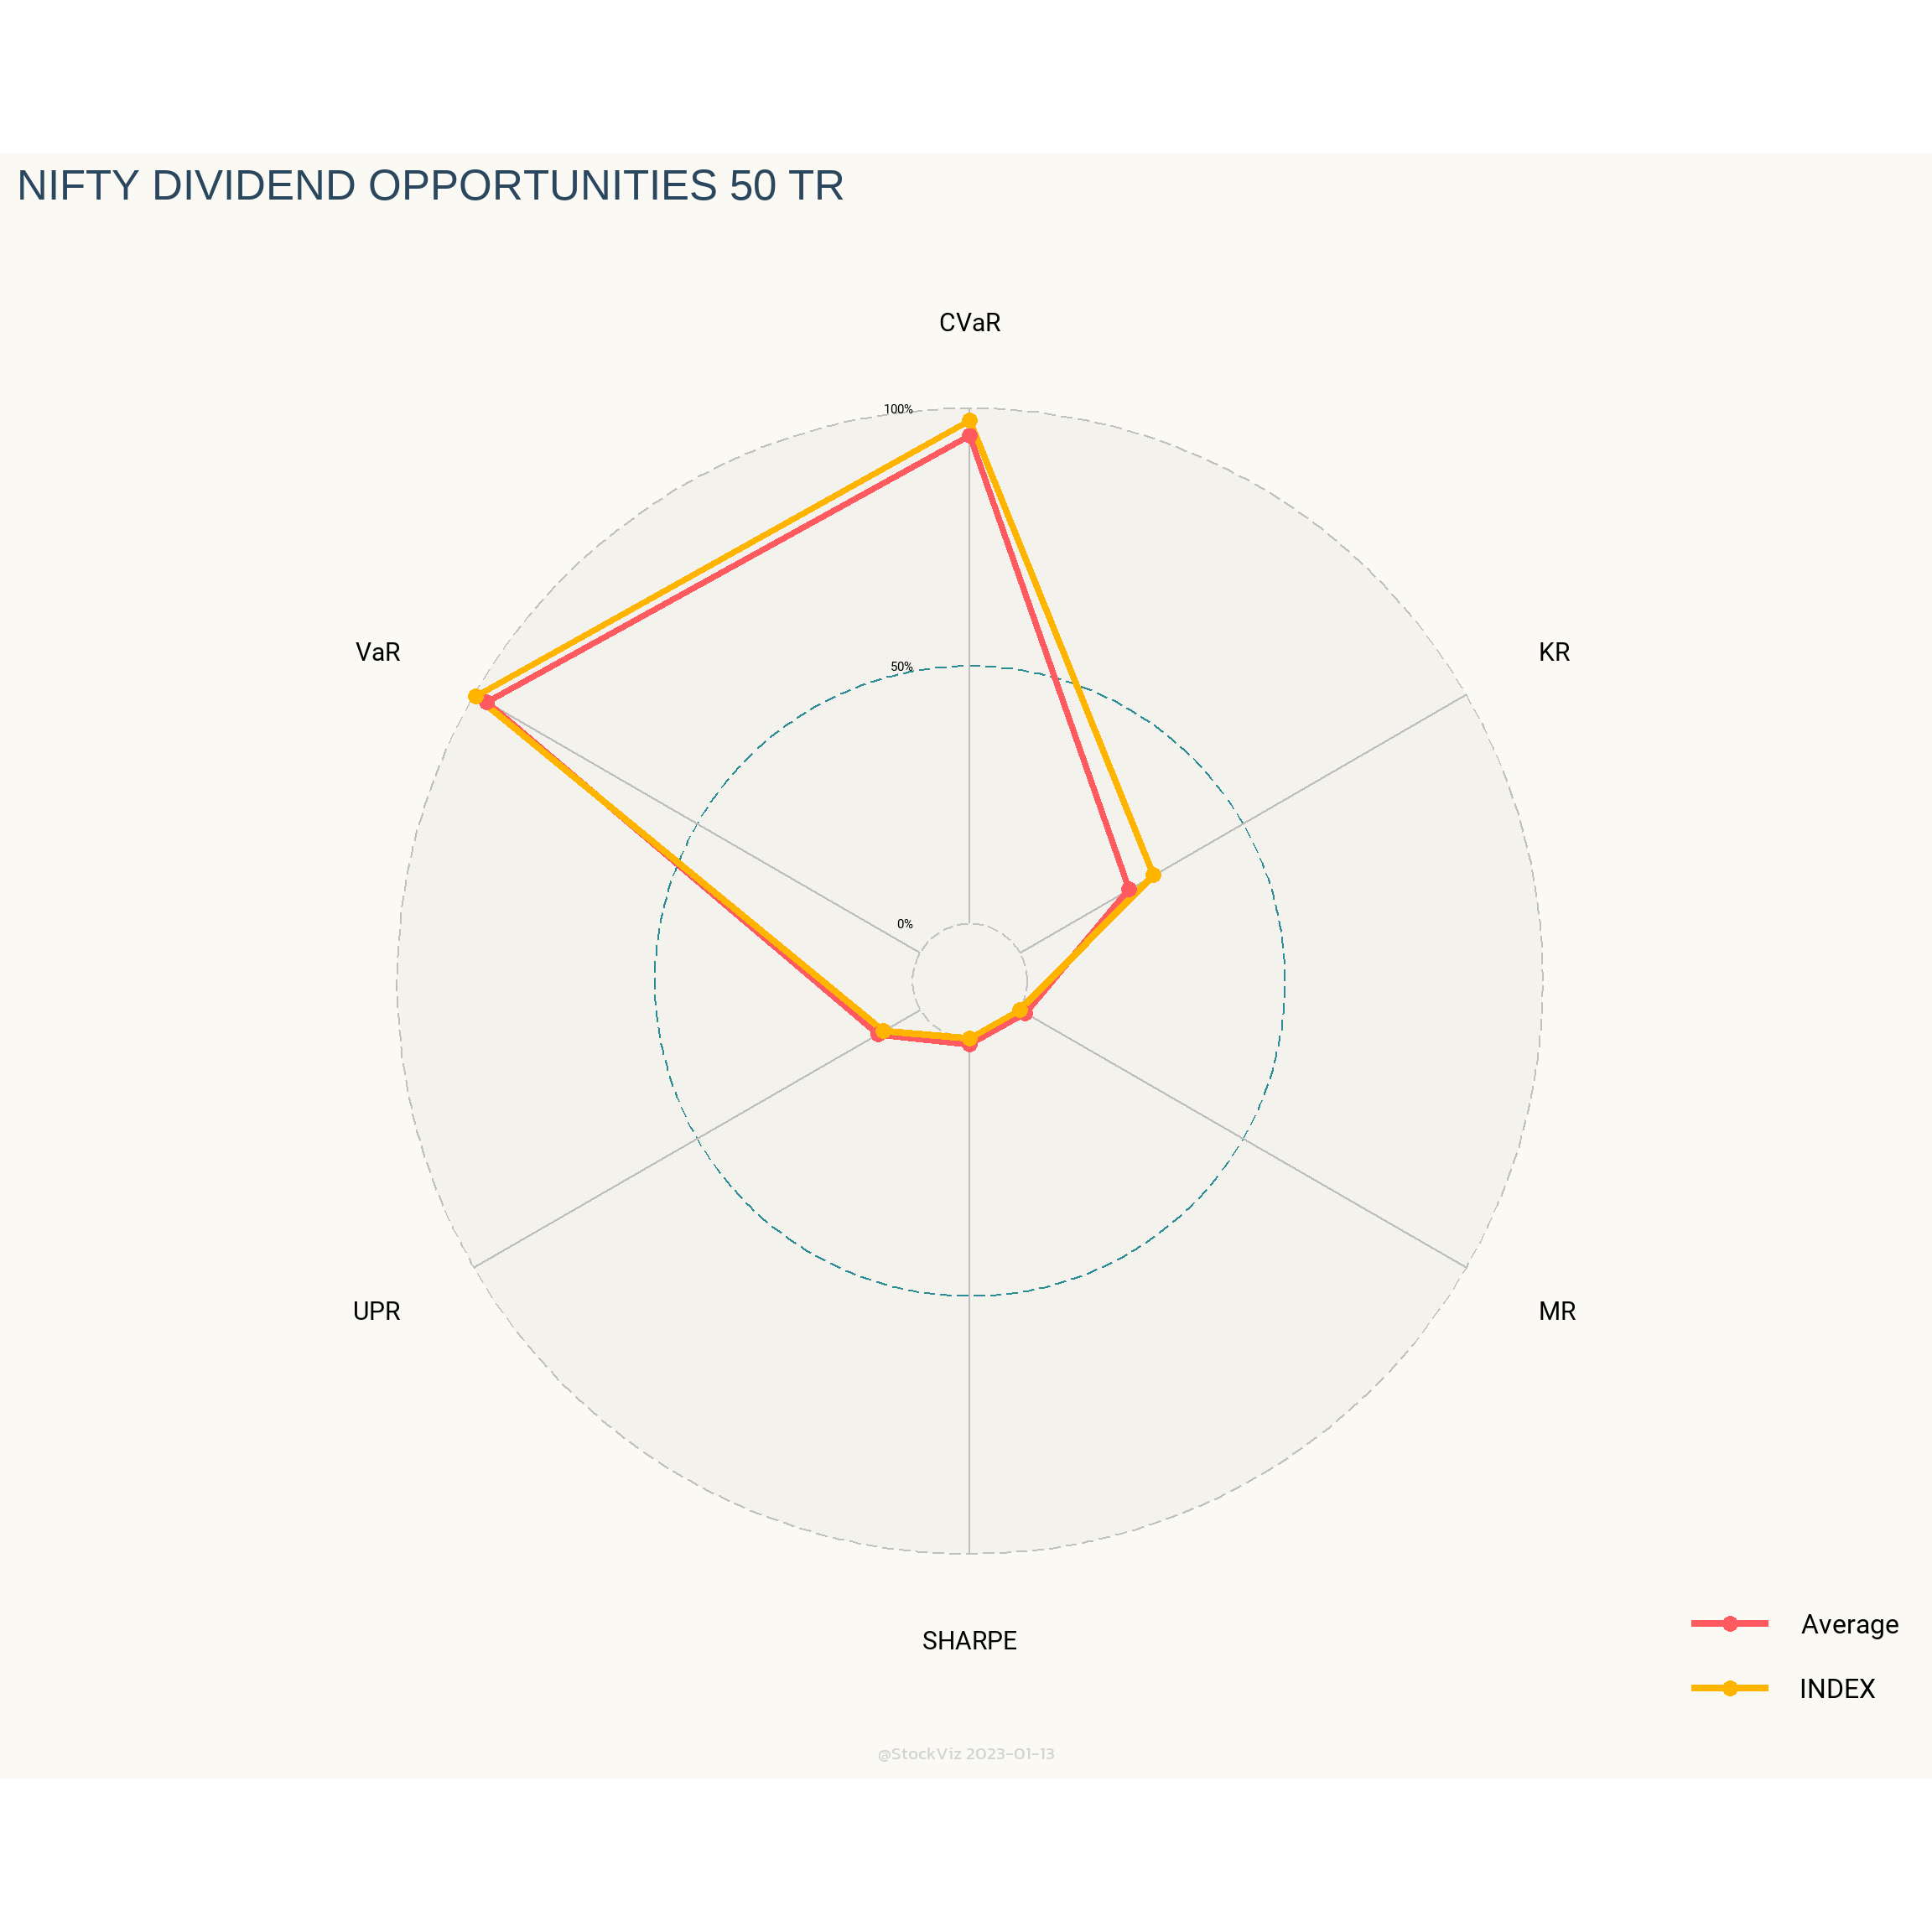 NIFTY DIVIDEND OPPORTUNITIES 50 TR
CVaR
100%
VaR
50%
KR
0%
UPR
MR
SHARPE
Average
INDEX
@StockViz 2023-01-13